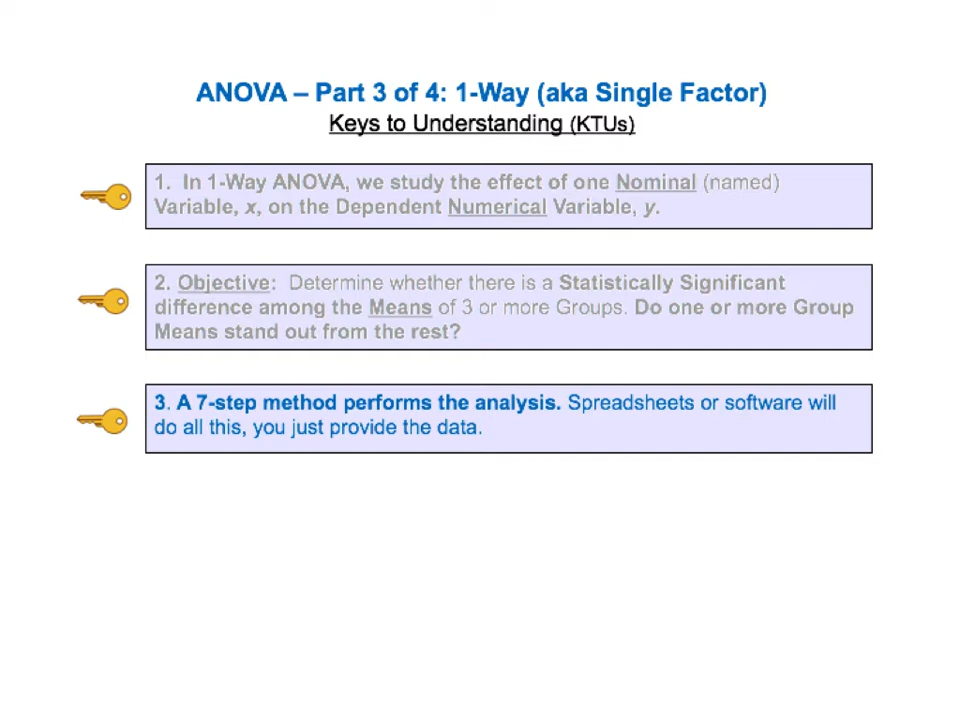 ANOVA – Part 3 of 4: 1-Way (aka Single Factor)
Keys to Understanding (KTUs)
1. In 1-Way ANOVA, we study the effect of one Nominal (named)
Variable, x, on the Dependent Numerical Variable, y.
2. Objective: Determine whether there is a Statistically Significant
difference among the Means of 3 or more Groups. Do one or more Group
Means stand out from the rest?
3. A 7-step method performs the analysis. Spreadsheets or software will
do all this, you just provide the data.